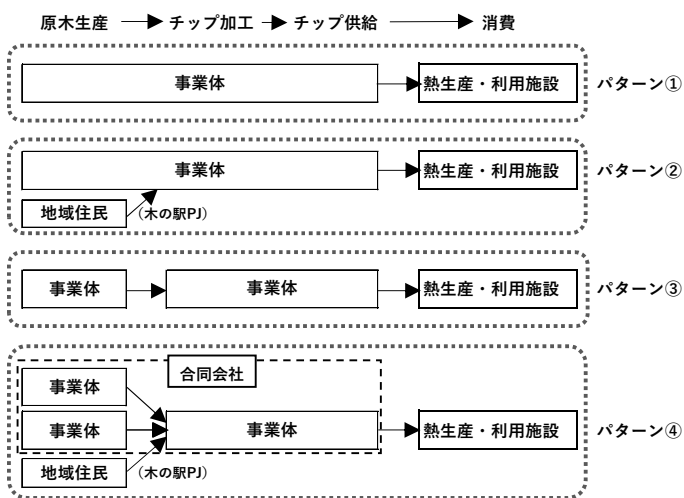 原木生産 チップ加工 チップ供給 消費
事業体 熱生産・利用施設 パターン①
事業体 熱生産・利用施設 パターン②
地域住民 （木の駅PJ）
事業体 事業体 熱生産・利用施設 パターン③
合同会社
事業体
事業体 事業体 熱生産・利用施設 パターン④
地域住民 （木の駅PJ）